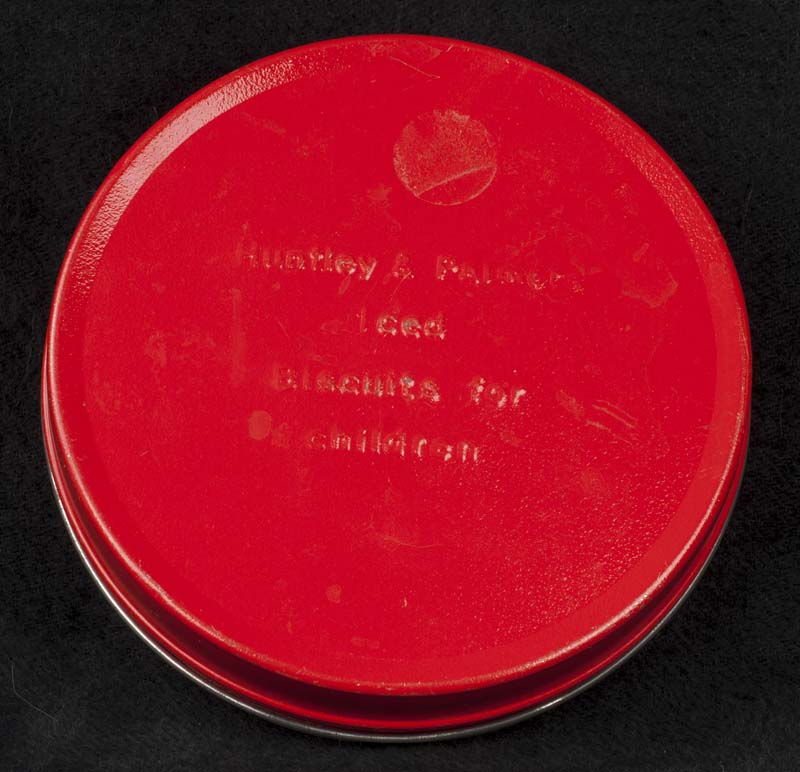 Huntley & Palmers
Iced
Biscuits for
children